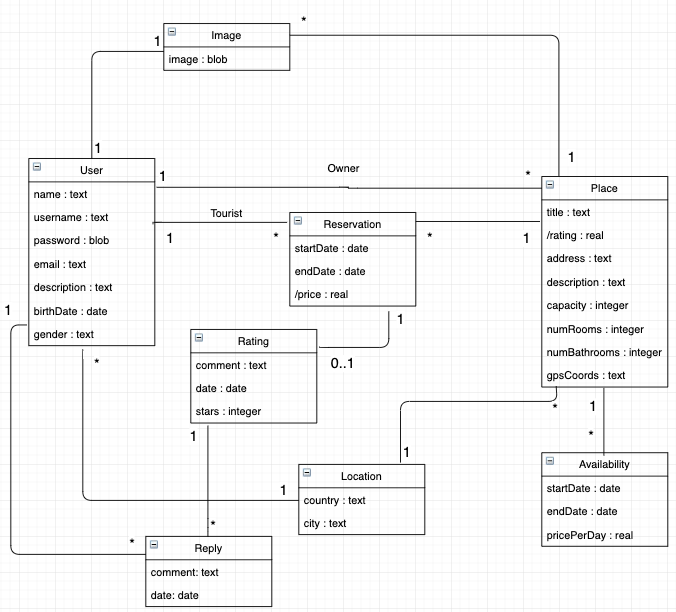 *
Image
1
image : blob
1
1
User
1
Owner
*
Place
name : text
username : text
password : blob
email : text
description : text
birthDate : date
gender : text
Tourist
1
*
Reservation
startDate : date
endDate : date
/price : real
*
1
title : text
/rating : real
address : text
description : text
capacity : integer
numRooms : integer
numBathrooms : integer
gpsCoords : text
1
*
1
0..1
Rating
comment : text
date : date
stars : integer
1
*
1
*
1
*
Availability
startDate : date
endDate : date
pricePerDay : real
Location
country : text
city : text
1
*
*
Reply
comment: text
date: date